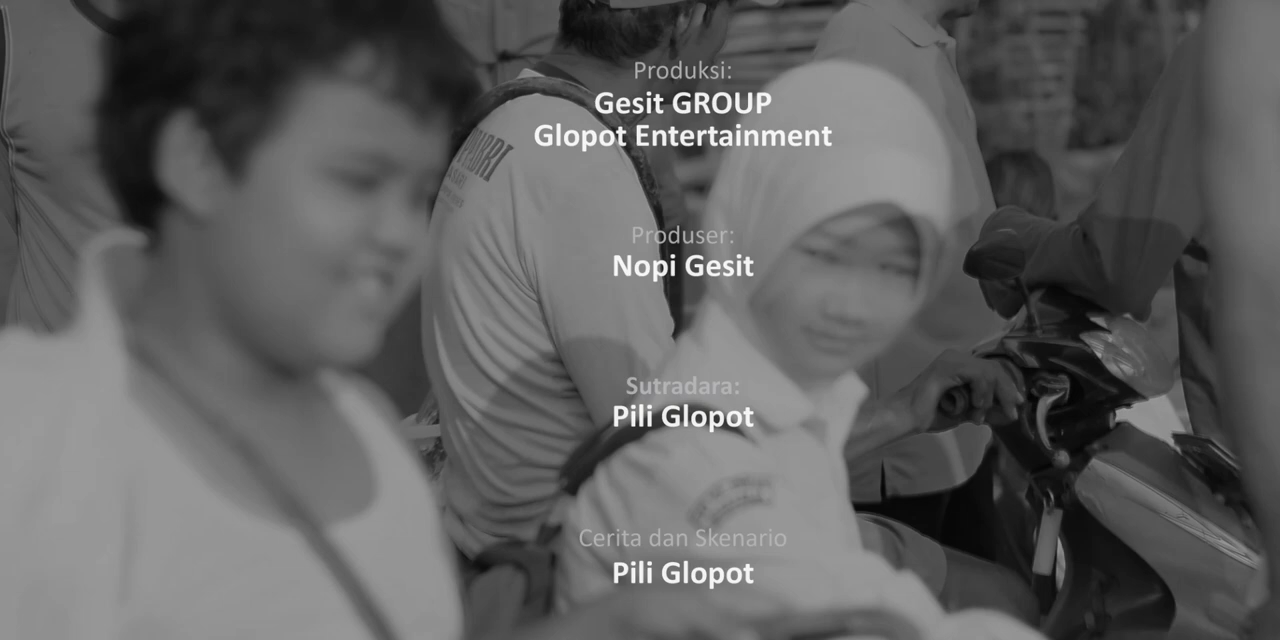 Produksi:
Gesit GROUP
Glopot Entertainment
Produser:
Nopi Gesit
Sutradara:
Pili Glopot
Cerita dan Skenario
Pili Glopot